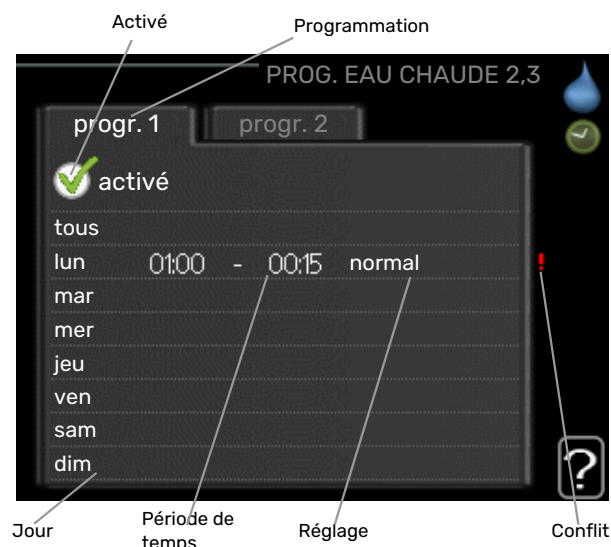 Activé
Programmation
PROG. EAU CHAUDE 2,3
progr. 1 progr. 2
activé
tous
lun 01:00 - 00:15 normal !
mar
mer
jeu
ven
sam
dim
?
Jour Période de temps Réglage Conflit